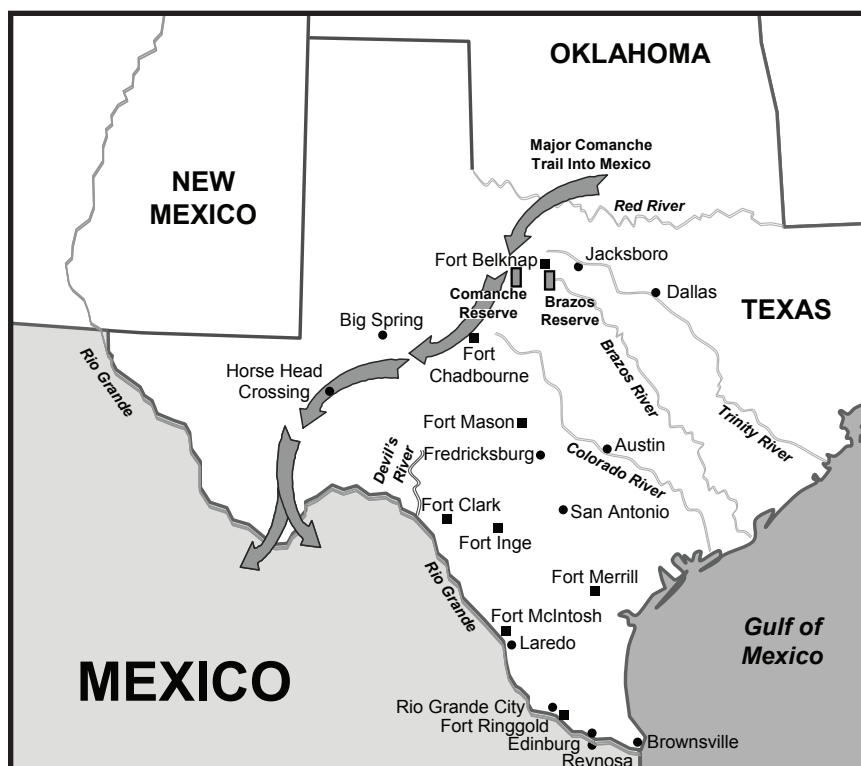 OKLAHOMA
Major Comanche
Trail Into Mexico
NEW
MEXICO
Red River
Fort Belknap
Jacksboro
Comanche
Reserve
Brazos
Reserve
Dallas
TEXAS
Big Spring
Fort
Chadbourne
Rio Grande
Horse Head
Crossing
Brazos River
Trinity River
Fort Mason
Devil's
River
Fredricksburg
Austin
Colorado River
Fort Clark
San Antonio
Fort Inge
Rio Grande
Fort Merrill
Fort McIntosh
Laredo
Gulf of
Mexico
MEXICO
Rio Grande City
Fort Ringgold
Edinburg
Brownsville
Reynosa